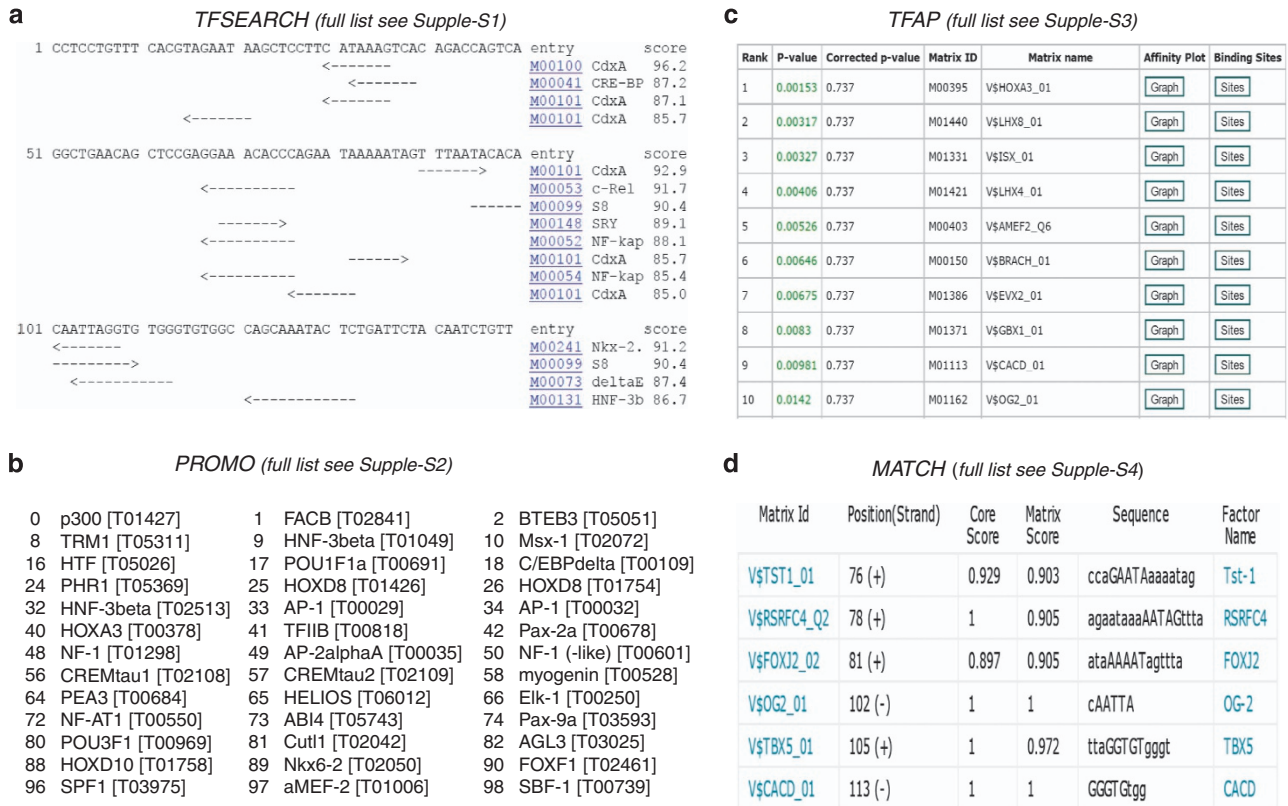 a
TFSEARCH (full list see Supple-S1)
1 CCTCCTGTTT CACGTAGAAT AAGCTCCTTC ATAAAGTCAC AGACCAGTCA entry score
<------- M00100 CdxA 96.2
<------- M00041 CRE-BP 87.2
<------- M00101 CdxA 87.1
<------- M00101 CdxA 85.7
51 GGCTGAACAG CTCCGAGGAA ACACCCAGAA TAAAAATAGT TTAATACACA entry score
-------> M00101 CdxA 92.9
<---------- M00053 c-Rel 91.7
------ M00099 S8 90.4
-------> M00148 SRY 89.1
<---------- M00052 NF-kap 88.1
------> M00101 CdxA 85.7
<---------- M00054 NF-kap 85.4
<------- M00101 CdxA 85.0
101 CAATTAGGTG TGGGTGTGGC CAGCAAATAC TCTGATTCTA CAATCTGTT entry score
<------- M00241 Nkx-2. 91.2
---------> M00099 S8 90.4
<----------- M00073 deltaE 87.4
<------------ M00131 HNF-3b 86.7
b
PROMO (full list see Supple-S2)
0 p300 [T01427] 1 FACB [T02841] 2 BTEB3 [T05051]
8 TRM1 [T05311] 9 HNF-3beta [T01049] 10 Msx-1 [T02072]
16 HTF [T05026] 17 POU1F1a [T00691] 18 C/EBPdelta [T00109]
24 PHR1 [T05369] 25 HOXD8 [T01426] 26 HOXD8 [T01754]
32 HNF-3beta [T02513] 33 AP-1 [T00029] 34 AP-1 [T00032]
40 HOXA3 [T00378] 41 TFIIB [T00818] 42 Pax-2a [T00678]
48 NF-1 [T01298] 49 AP-2alphaA [T00035] 50 NF-1 (-like) [T00601]
56 CREMtau1 [T02108] 57 CREMtau2 [T02109] 58 myogenin [T00528]
64 PEA3 [T00684] 65 HELIOS [T06012] 66 Elk-1 [T00250]
72 NF-AT1 [T00550] 73 ABI4 [T05743] 74 Pax-9a [T03593]
80 POU3F1 [T00969] 81 Cutl1 [T02042] 82 AGL3 [T03025]
88 HOXD10 [T01758] 89 Nkx6-2 [T02050] 90 FOXF1 [T02461]
96 SPF1 [T03975] 97 aMEF-2 [T01006] 98 SBF-1 [T00739]
c
TFAP (full list see Supple-S3)
Rank P-value Corrected p-value Matrix ID Matrix name Affinity Plot Binding Sites
1 0.00153 0.737 M00395 V$HOXA3_01 Graph Sites
2 0.00317 0.737 M01440 V$LHX8_01 Graph Sites
3 0.00327 0.737 M01331 V$ISX_01 Graph Sites
4 0.00406 0.737 M01421 V$LHX4_01 Graph Sites
5 0.00526 0.737 M00403 V$AMEF2_Q6 Graph Sites
6 0.00646 0.737 M00150 V$BRACH_01 Graph Sites
7 0.00675 0.737 M01386 V$EVX2_01 Graph Sites
8 0.0083 0.737 M01371 V$GBX1_01 Graph Sites
9 0.00981 0.737 M01113 V$CACD_01 Graph Sites
10 0.0142 0.737 M01162 V$OG2_01 Graph Sites
d
MATCH (full list see Supple-S4)
Matrix Id Position(Strand) Core Score Matrix Score Sequence Factor Name
V$TST1_01 76 (+) 0.929 0.903 ccaGAATAaaaatag Tst-1
V$RSRFC4_Q2 78 (+) 1 0.905 agaataaaAATAGttta RSRFC4
V$FOXJ2_02 81 (+) 0.897 0.905 ataAAAATagttta FOXJ2
V$OG2_01 102 (-) 1 1 cAATTA OG-2
V$TBX5_01 105 (+) 1 0.972 ttaGGTGTgggt TBX5
V$CACD_01 113 (-) 1 1 GGGTGtgg CACD